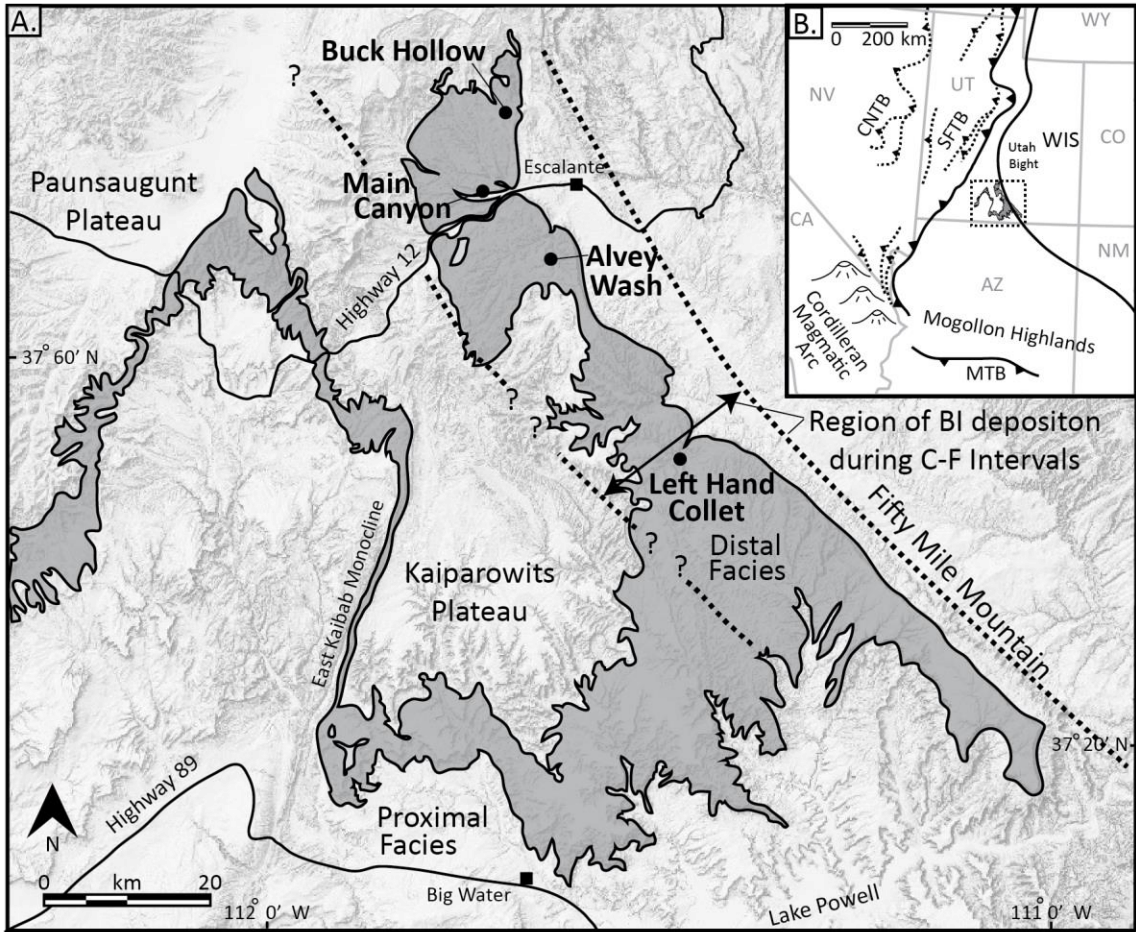 A.
Buck Hollow
?
Paunsaugunt
Plateau
Main
Canyon
Escalante
Alvey
Wash
Highway 12
37° 60’ N
?
?
Region of BI depositon
during C-F Intervals
Left Hand
Collet
?
Distal
Facies
?
Fifty Mile Mountain
Kaiparowits
Plateau
East Kaibab Monocline
37° 20’ N
Highway 89
Proximal
Facies
N
0 km 20
Big Water
Lake Powell
112° 0’ W
111° 0’ W
B.
0 200 km
WY
NV
CNTB
UT
SFTB
WIS
CO
Utah
Bight
CA
NM
AZ
Cordilleran
Magmatic
Arc
Mogollon Highlands
MTB